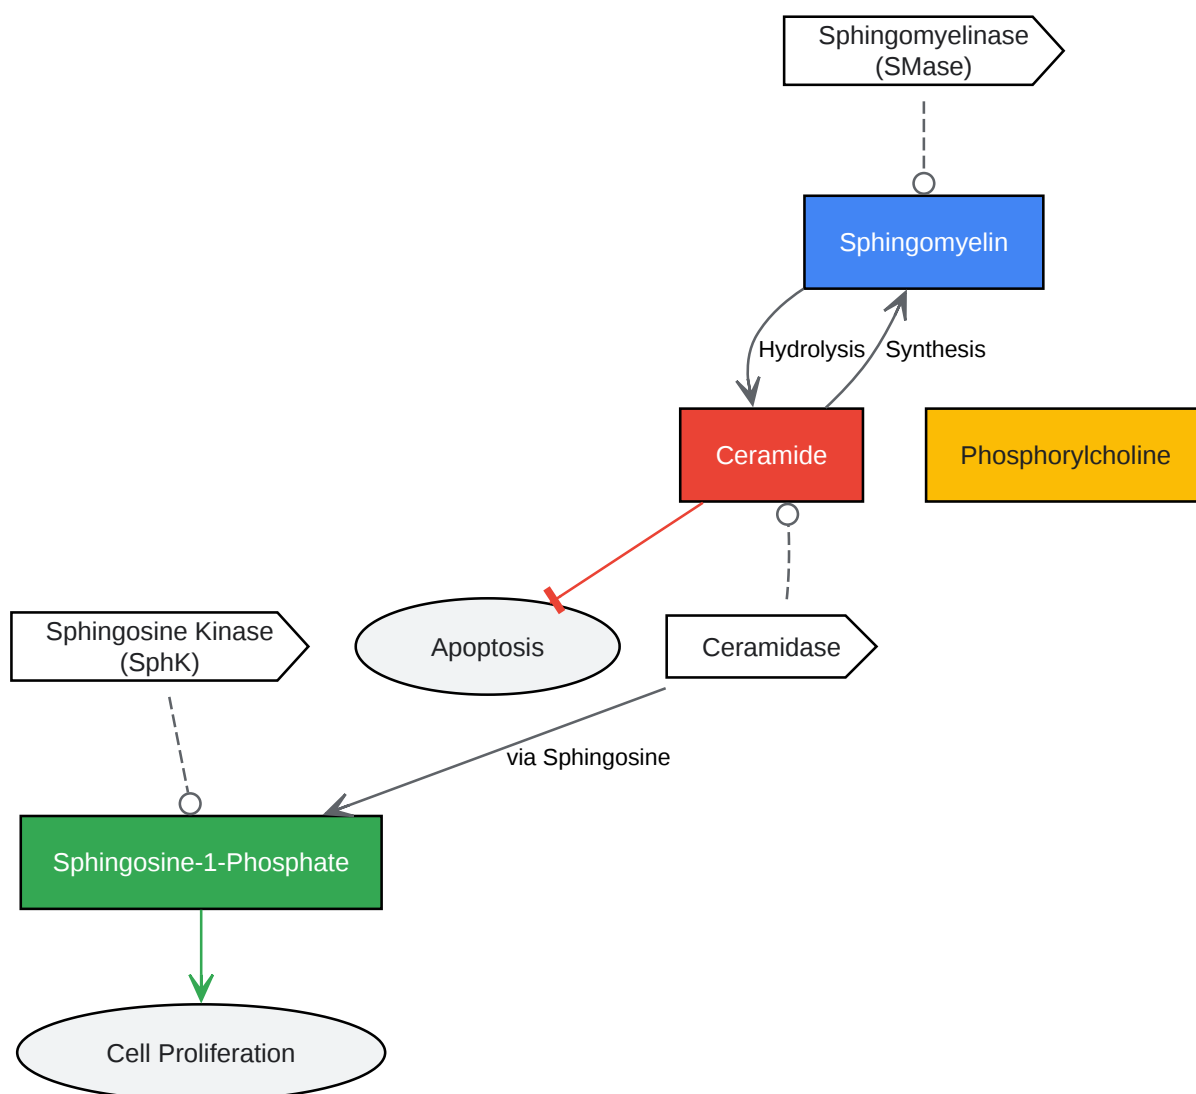 Sphingomyelinase
(SMase)
Sphingomyelin
Hydrolysis
Synthesis
Ceramide
Phosphorylcholine
Sphingosine Kinase
(SphK)
Apoptosis
Ceramidase
via Sphingosine
Sphingosine-1-Phosphate
Cell Proliferation